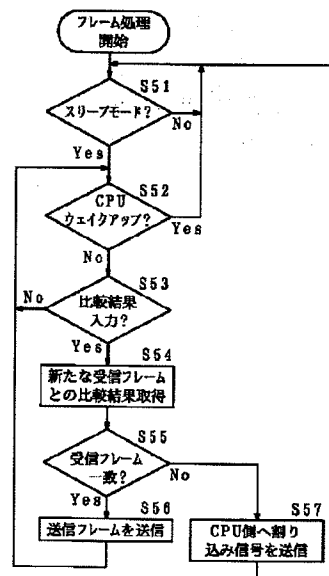 フレーム処理
開始
S51
スリープモード?
No
Yes
S52
CPU
ウェイクアップ?
Yes
No
S53
No
比較結果
入力?
Yes
S54
新たな受信フレーム
との比較結果取得
S55
受信フレーム
一致?
No
Yes
S56
S57
送信フレームを送信
CPU側へ割り
込み信号を送信